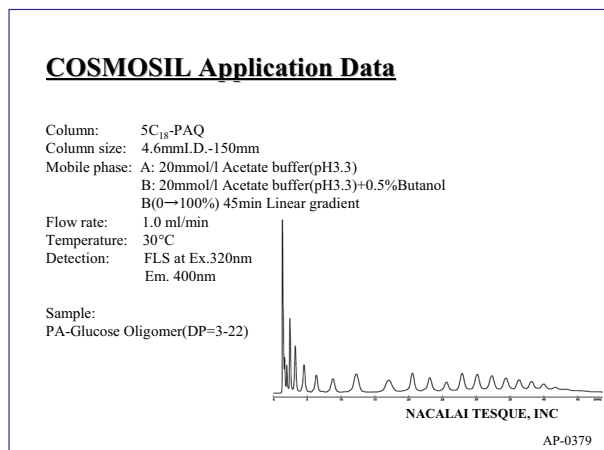 COSMOSIL Application Data
Column: 5C₁₈-PAQ
Column size: 4.6mmI.D.-150mm
Mobile phase: A: 20mmol/l Acetate buffer(pH3.3)
B: 20mmol/l Acetate buffer(pH3.3)+0.5%Butanol
B(0→100%) 45min Linear gradient
Flow rate: 1.0 ml/min
Temperature: 30°C
Detection: FLS at Ex.320nm
Em. 400nm
Sample:
PA-Glucose Oligomer(DP=3-22)
NACALAI TESQUE, INC
AP-0379